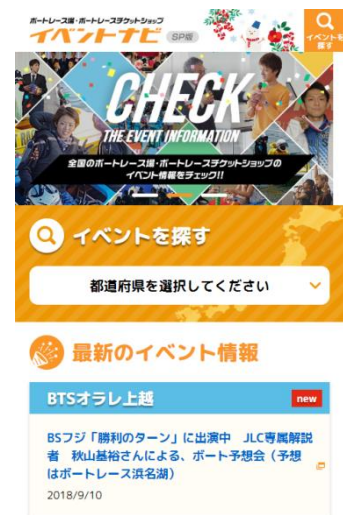 ボートレース場・ボートレースチケットショップ
イベントナビ SP版
イベントを
探す
CHECK
THE EVENT INFORMATION
全国のボートレース場・ボートレースチケットショップの
イベント情報をチェック!!
イベントを探す
都道府県を選択してください
最新のイベント情報
BTSオラレ上越 new
BSフジ「勝利のターン」に出演中 JLC専属解説
者 秋山基裕さんによる、ボート予想会（予想
はボートレース浜名湖）
2018/9/10